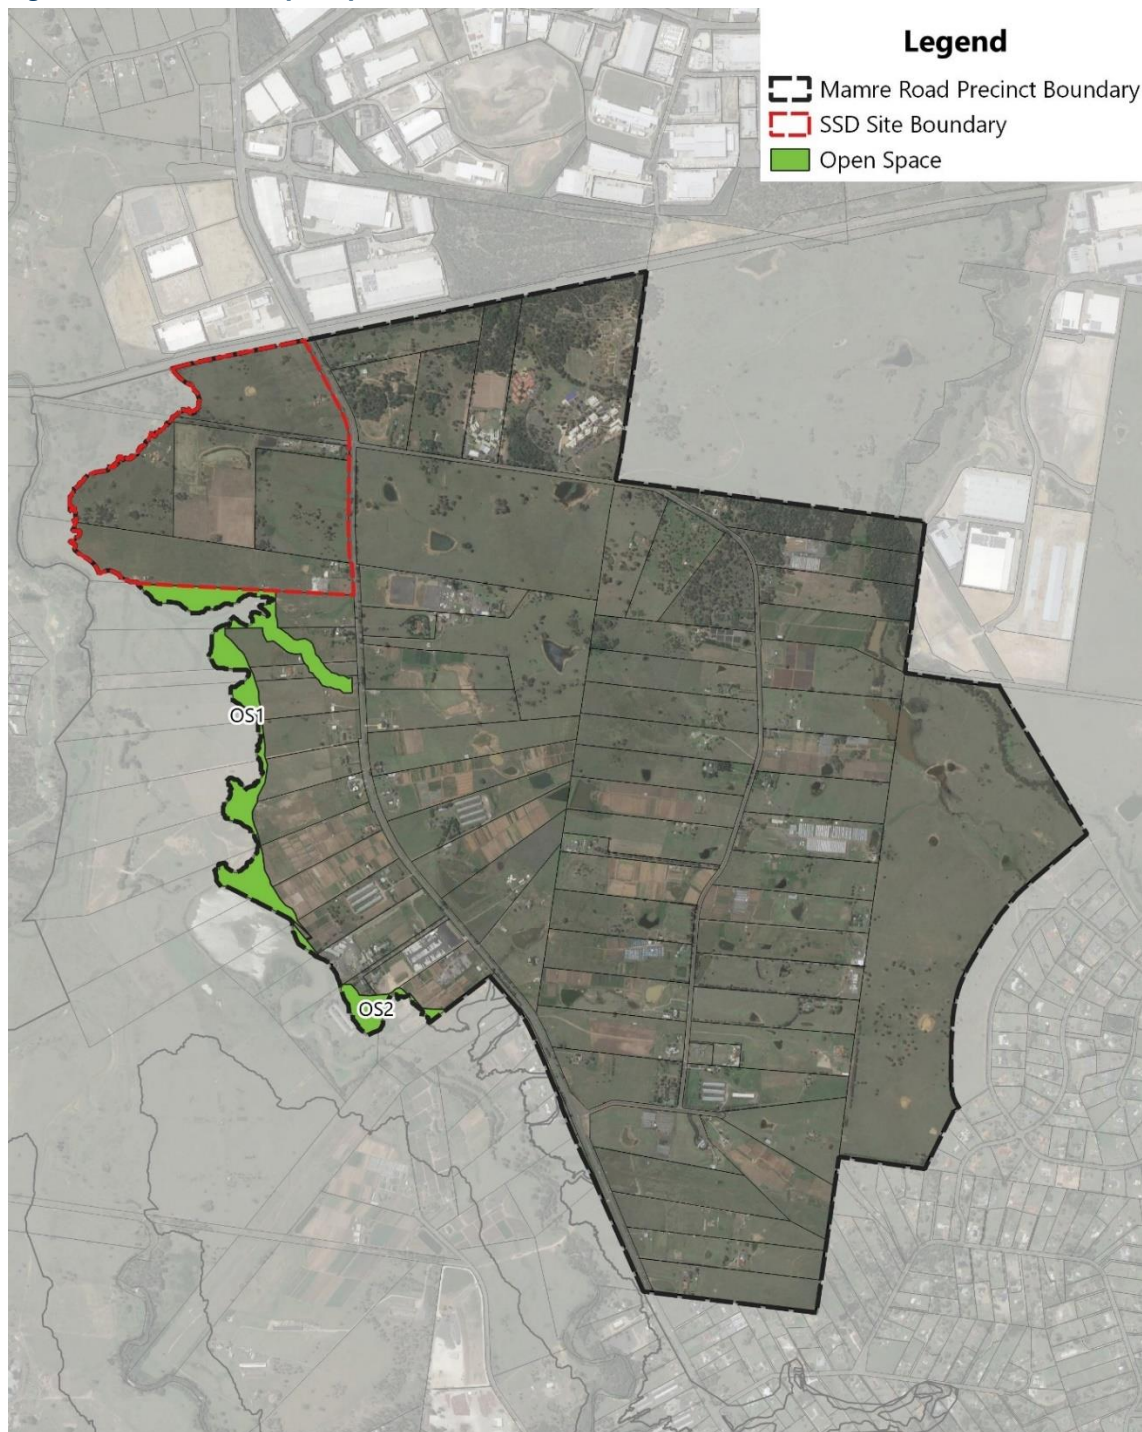 Legend
Mamre Road Precinct Boundary
SSD Site Boundary
Open Space
OS1
OS2